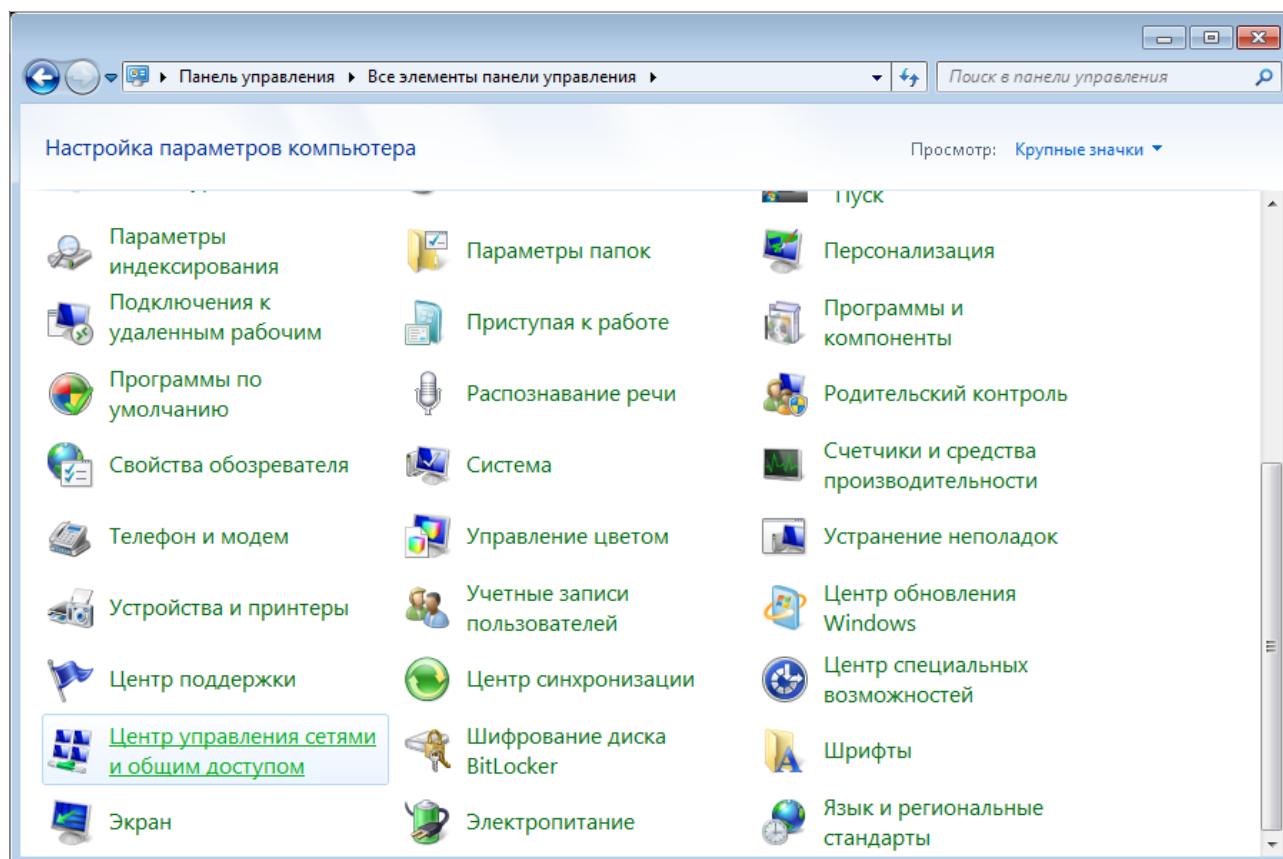 Панель управления ▸ Все элементы панели управления ▸
Поиск в панели управления
Настройка параметров компьютера
Просмотр: Крупные значки
Пуск
Параметры
индексирования
Параметры папок
Персонализация
Подключения к
удаленным рабочим
Приступая к работе
Программы и
компоненты
Программы по
умолчанию
Распознавание речи
Родительский контроль
Свойства обозревателя
Система
Счетчики и средства
производительности
Телефон и модем
Управление цветом
Устранение неполадок
Устройства и принтеры
Учетные записи
пользователей
Центр обновления
Windows
Центр поддержки
Центр синхронизации
Центр специальных
возможностей
Центр управления сетями
и общим доступом
Шифрование диска
BitLocker
Шрифты
Экран
Электропитание
Язык и региональные
стандарты